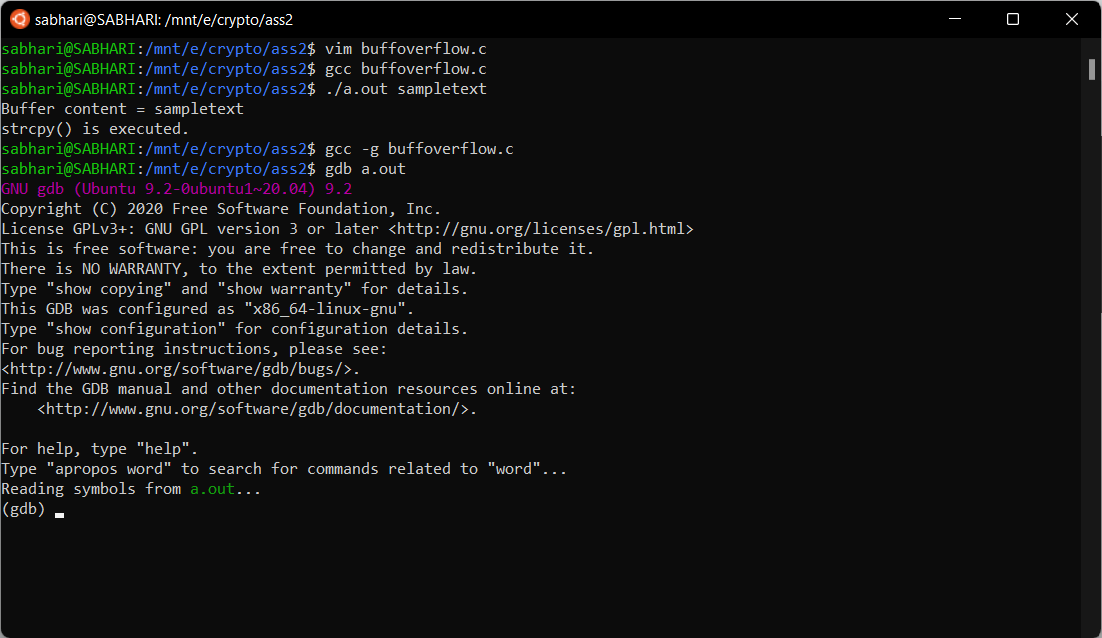 sabhari@SABHARI: /mnt/e/crypto/ass2
sabhari@SABHARI:/mnt/e/crypto/ass2$ vim buffoverflow.c
sabhari@SABHARI:/mnt/e/crypto/ass2$ gcc buffoverflow.c
sabhari@SABHARI:/mnt/e/crypto/ass2$ ./a.out sampletext
Buffer content = sampletext
strcpy() is executed.
sabhari@SABHARI:/mnt/e/crypto/ass2$ gcc -g buffoverflow.c
sabhari@SABHARI:/mnt/e/crypto/ass2$ gdb a.out
GNU gdb (Ubuntu 9.2-0ubuntu1~20.04) 9.2
Copyright (C) 2020 Free Software Foundation, Inc.
License GPLv3+: GNU GPL version 3 or later <http://gnu.org/licenses/gpl.html>
This is free software: you are free to change and redistribute it.
There is NO WARRANTY, to the extent permitted by law.
Type "show copying" and "show warranty" for details.
This GDB was configured as "x86_64-linux-gnu".
Type "show configuration" for configuration details.
For bug reporting instructions, please see:
<http://www.gnu.org/software/gdb/bugs/>.
Find the GDB manual and other documentation resources online at:
    <http://www.gnu.org/software/gdb/documentation/>.

For help, type "help".
Type "apropos word" to search for commands related to "word"...
Reading symbols from a.out...
(gdb)